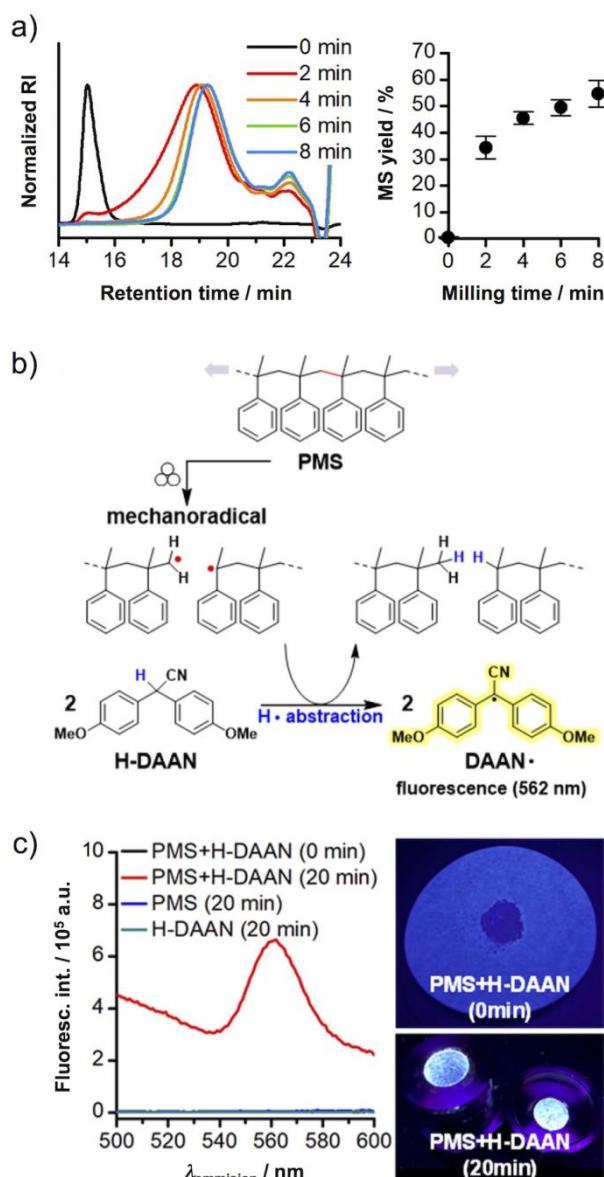 a)
Normalized RI
0 min
2 min
4 min
6 min
8 min
14 16 18 20 22 24
Retention time / min
MS yield / %
70
60
50
40
30
20
10
0
0 2 4 6 8
Milling time / min
b)
PMS
mechanoradical
H
H
H
H
H
H
2
H CN
MeO
OMe
H-DAAN
H• abstraction
2
CN
MeO
OMe
DAAN•
fluorescence (562 nm)
c)
Fluoresc. int. / 10⁵ a.u.
10
8
6
4
2
0
PMS+H-DAAN (0 min)
PMS+H-DAAN (20 min)
PMS (20 min)
H-DAAN (20 min)
500 520 540 560 580 600
/ nm
PMS+H-DAAN
(0min)
PMS+H-DAAN
(20min)